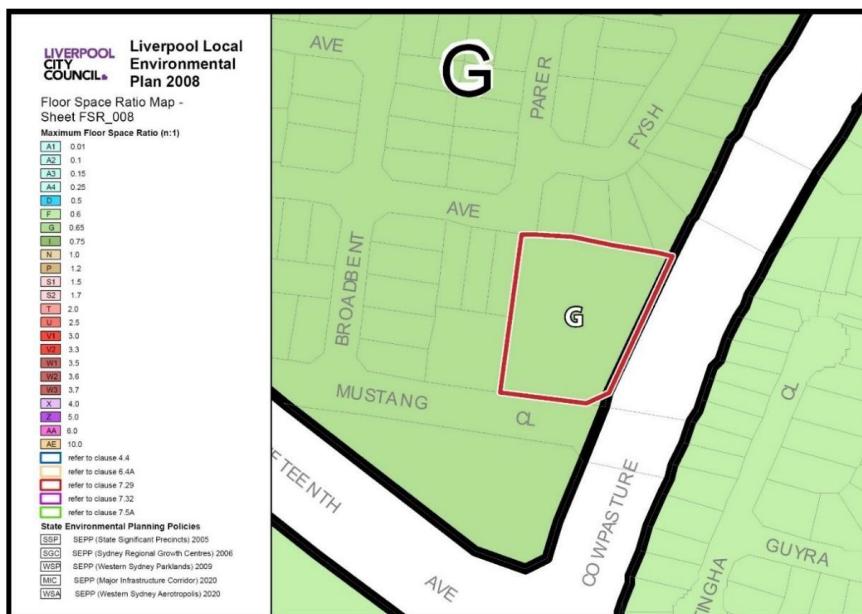 LIVERPOOL
CITY
COUNCIL
Liverpool Local
Environmental
Plan 2008
Floor Space Ratio Map -
Sheet FSR_008
Maximum Floor Space Ratio (n:1)
A1 0.01
A2 0.1
A3 0.15
A4 0.25
D 0.5
F 0.6
G 0.65
I 0.75
N 1.0
P 1.2
S1 1.5
S2 1.7
T 2.0
U 2.5
V1 3.0
V2 3.3
W1 3.5
W2 3.6
W3 3.7
X 4.0
Z 5.0
AA 6.0
AE 10.0
refer to clause 4.4
refer to clause 6.4A
refer to clause 7.29
refer to clause 7.32
refer to clause 7.5A
State Environmental Planning Policies
SSP SEPP (State Significant Precincts) 2005
SGC SEPP (Sydney Regional Growth Centres) 2006
WSP SEPP (Western Sydney Parklands) 2009
MIC SEPP (Major Infrastructure Corridor) 2020
WSA SEPP (Western Sydney Aerotropolis) 2020
AVE
G
PARER
FYSH
AVE
BROADBENT
G
MUSTANG CL
CL
FTEENTH AVE
COWPASTURE
GUYRA
INGHA